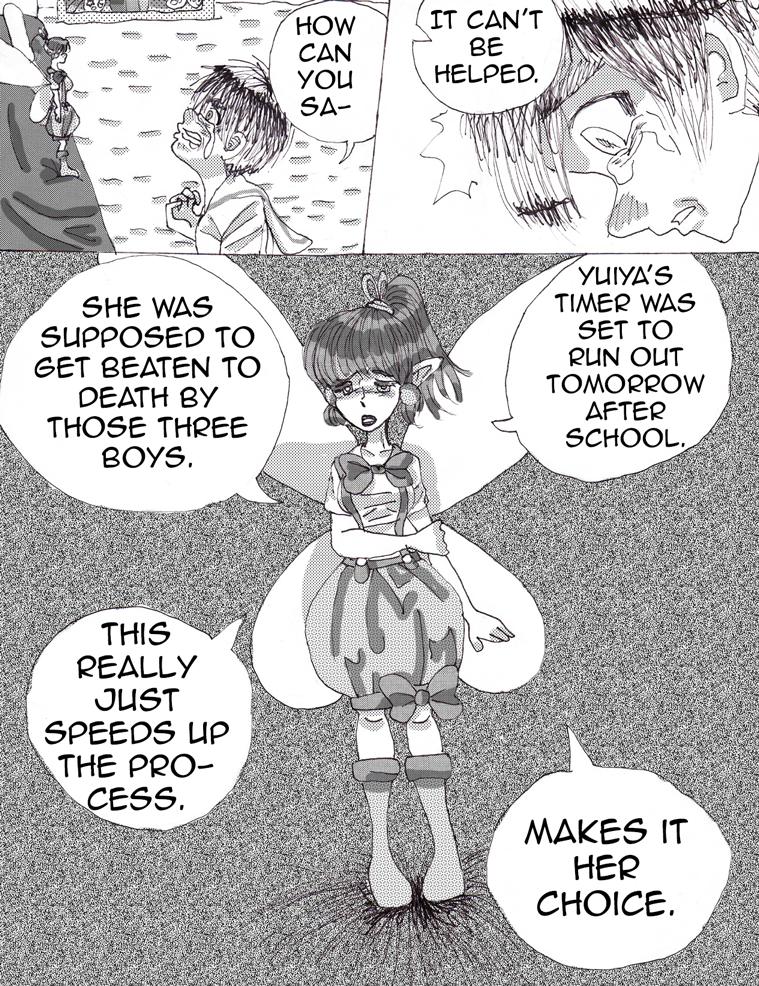 HOW
CAN
YOU
SA-
IT CAN'T
BE
HELPED.
SHE WAS
SUPPOSED TO
GET BEATEN TO
DEATH BY
THOSE THREE
BOYS.
YUIYA'S
TIMER WAS
SET TO
RUN OUT
TOMORROW
AFTER
SCHOOL.
THIS
REALLY
JUST
SPEEDS UP
THE PRO-
CESS.
MAKES IT
HER
CHOICE.